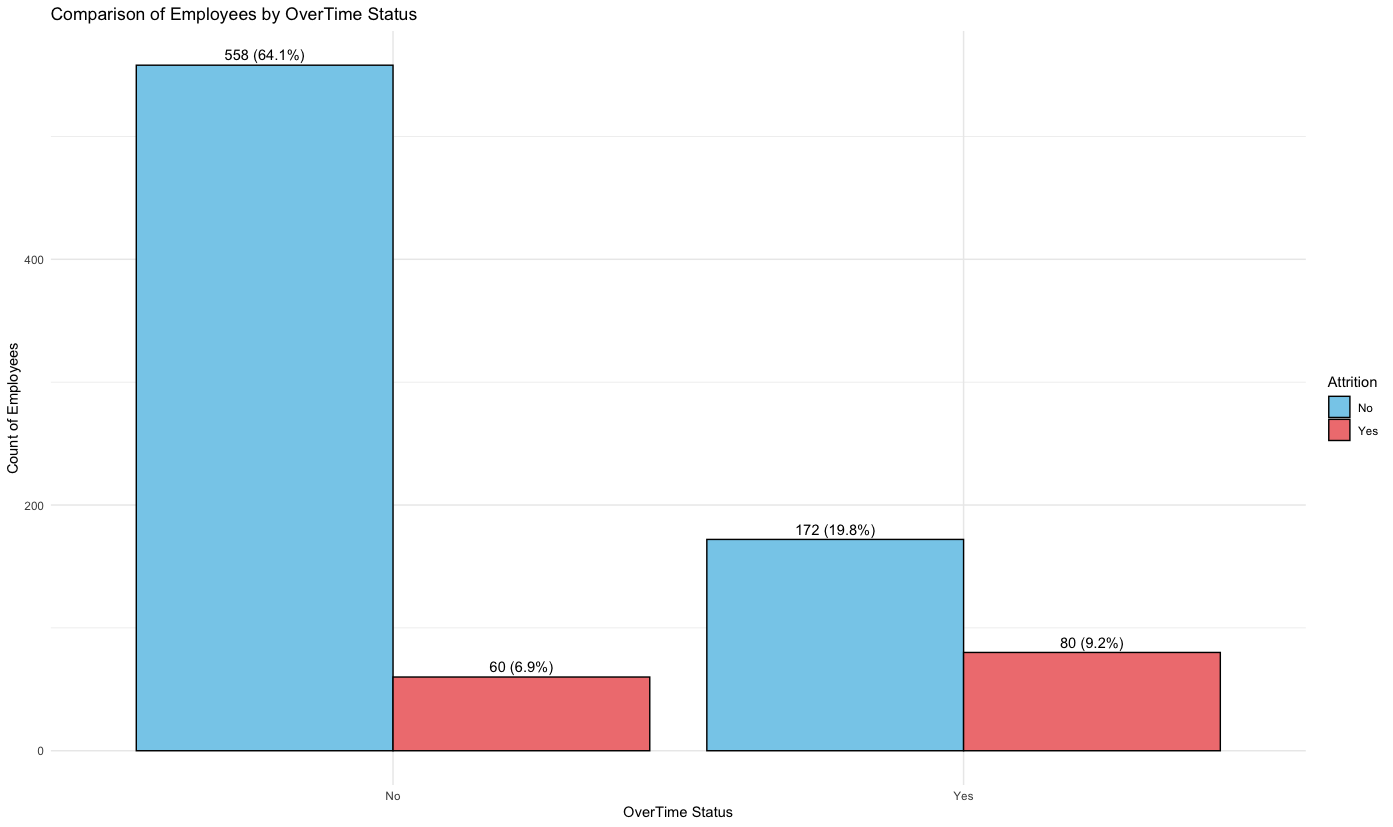 Comparison of Employees by OverTime Status
558 (64.1%)
400
Count of Employees
Attrition
No
Yes
200
172 (19.8%)
80 (9.2%)
60 (6.9%)
0
No
Yes
OverTime Status